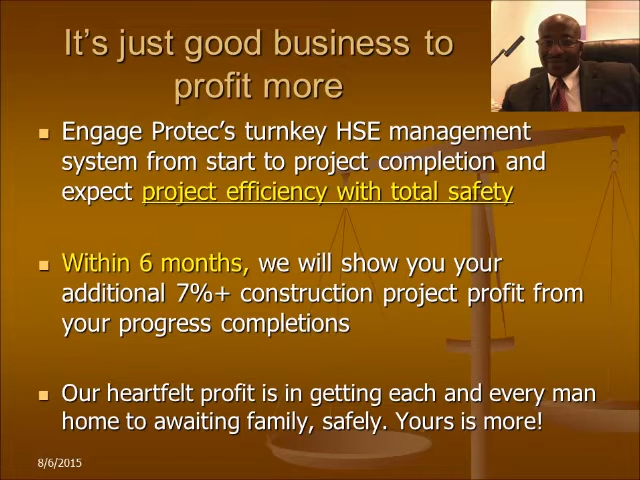 It's just good business to
profit more
Engage Protec's turnkey HSE management
system from start to project completion and
expect project efficiency with total safety
Within 6 months, we will show you your
additional 7%+ construction project profit from
your progress completions
Our heartfelt profit is in getting each and every man
home to awaiting family, safely. Yours is more!
8/6/2015